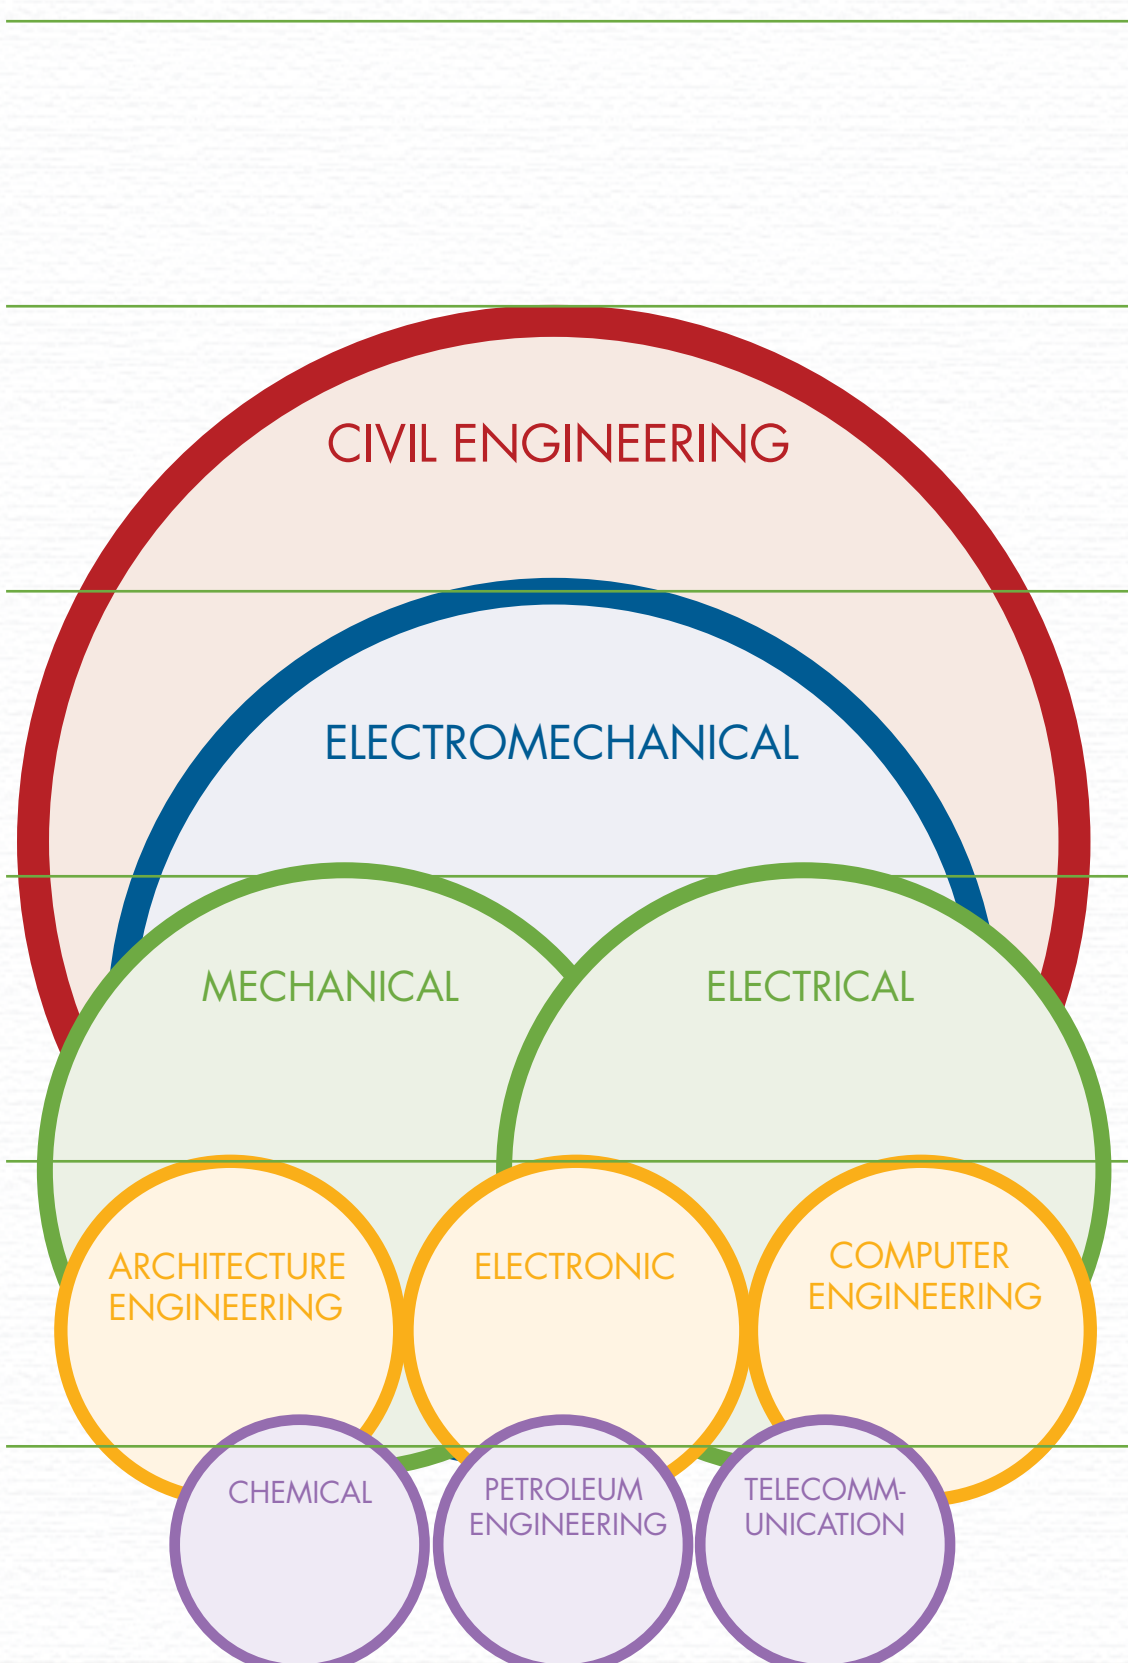 CIVIL ENGINEERING
ELECTROMECHANICAL
MECHANICAL
ELECTRICAL
ARCHITECTURE
ENGINEERING
ELECTRONIC
COMPUTER
ENGINEERING
CHEMICAL
PETROLEUM
ENGINEERING
TELECOMM-
UNICATION